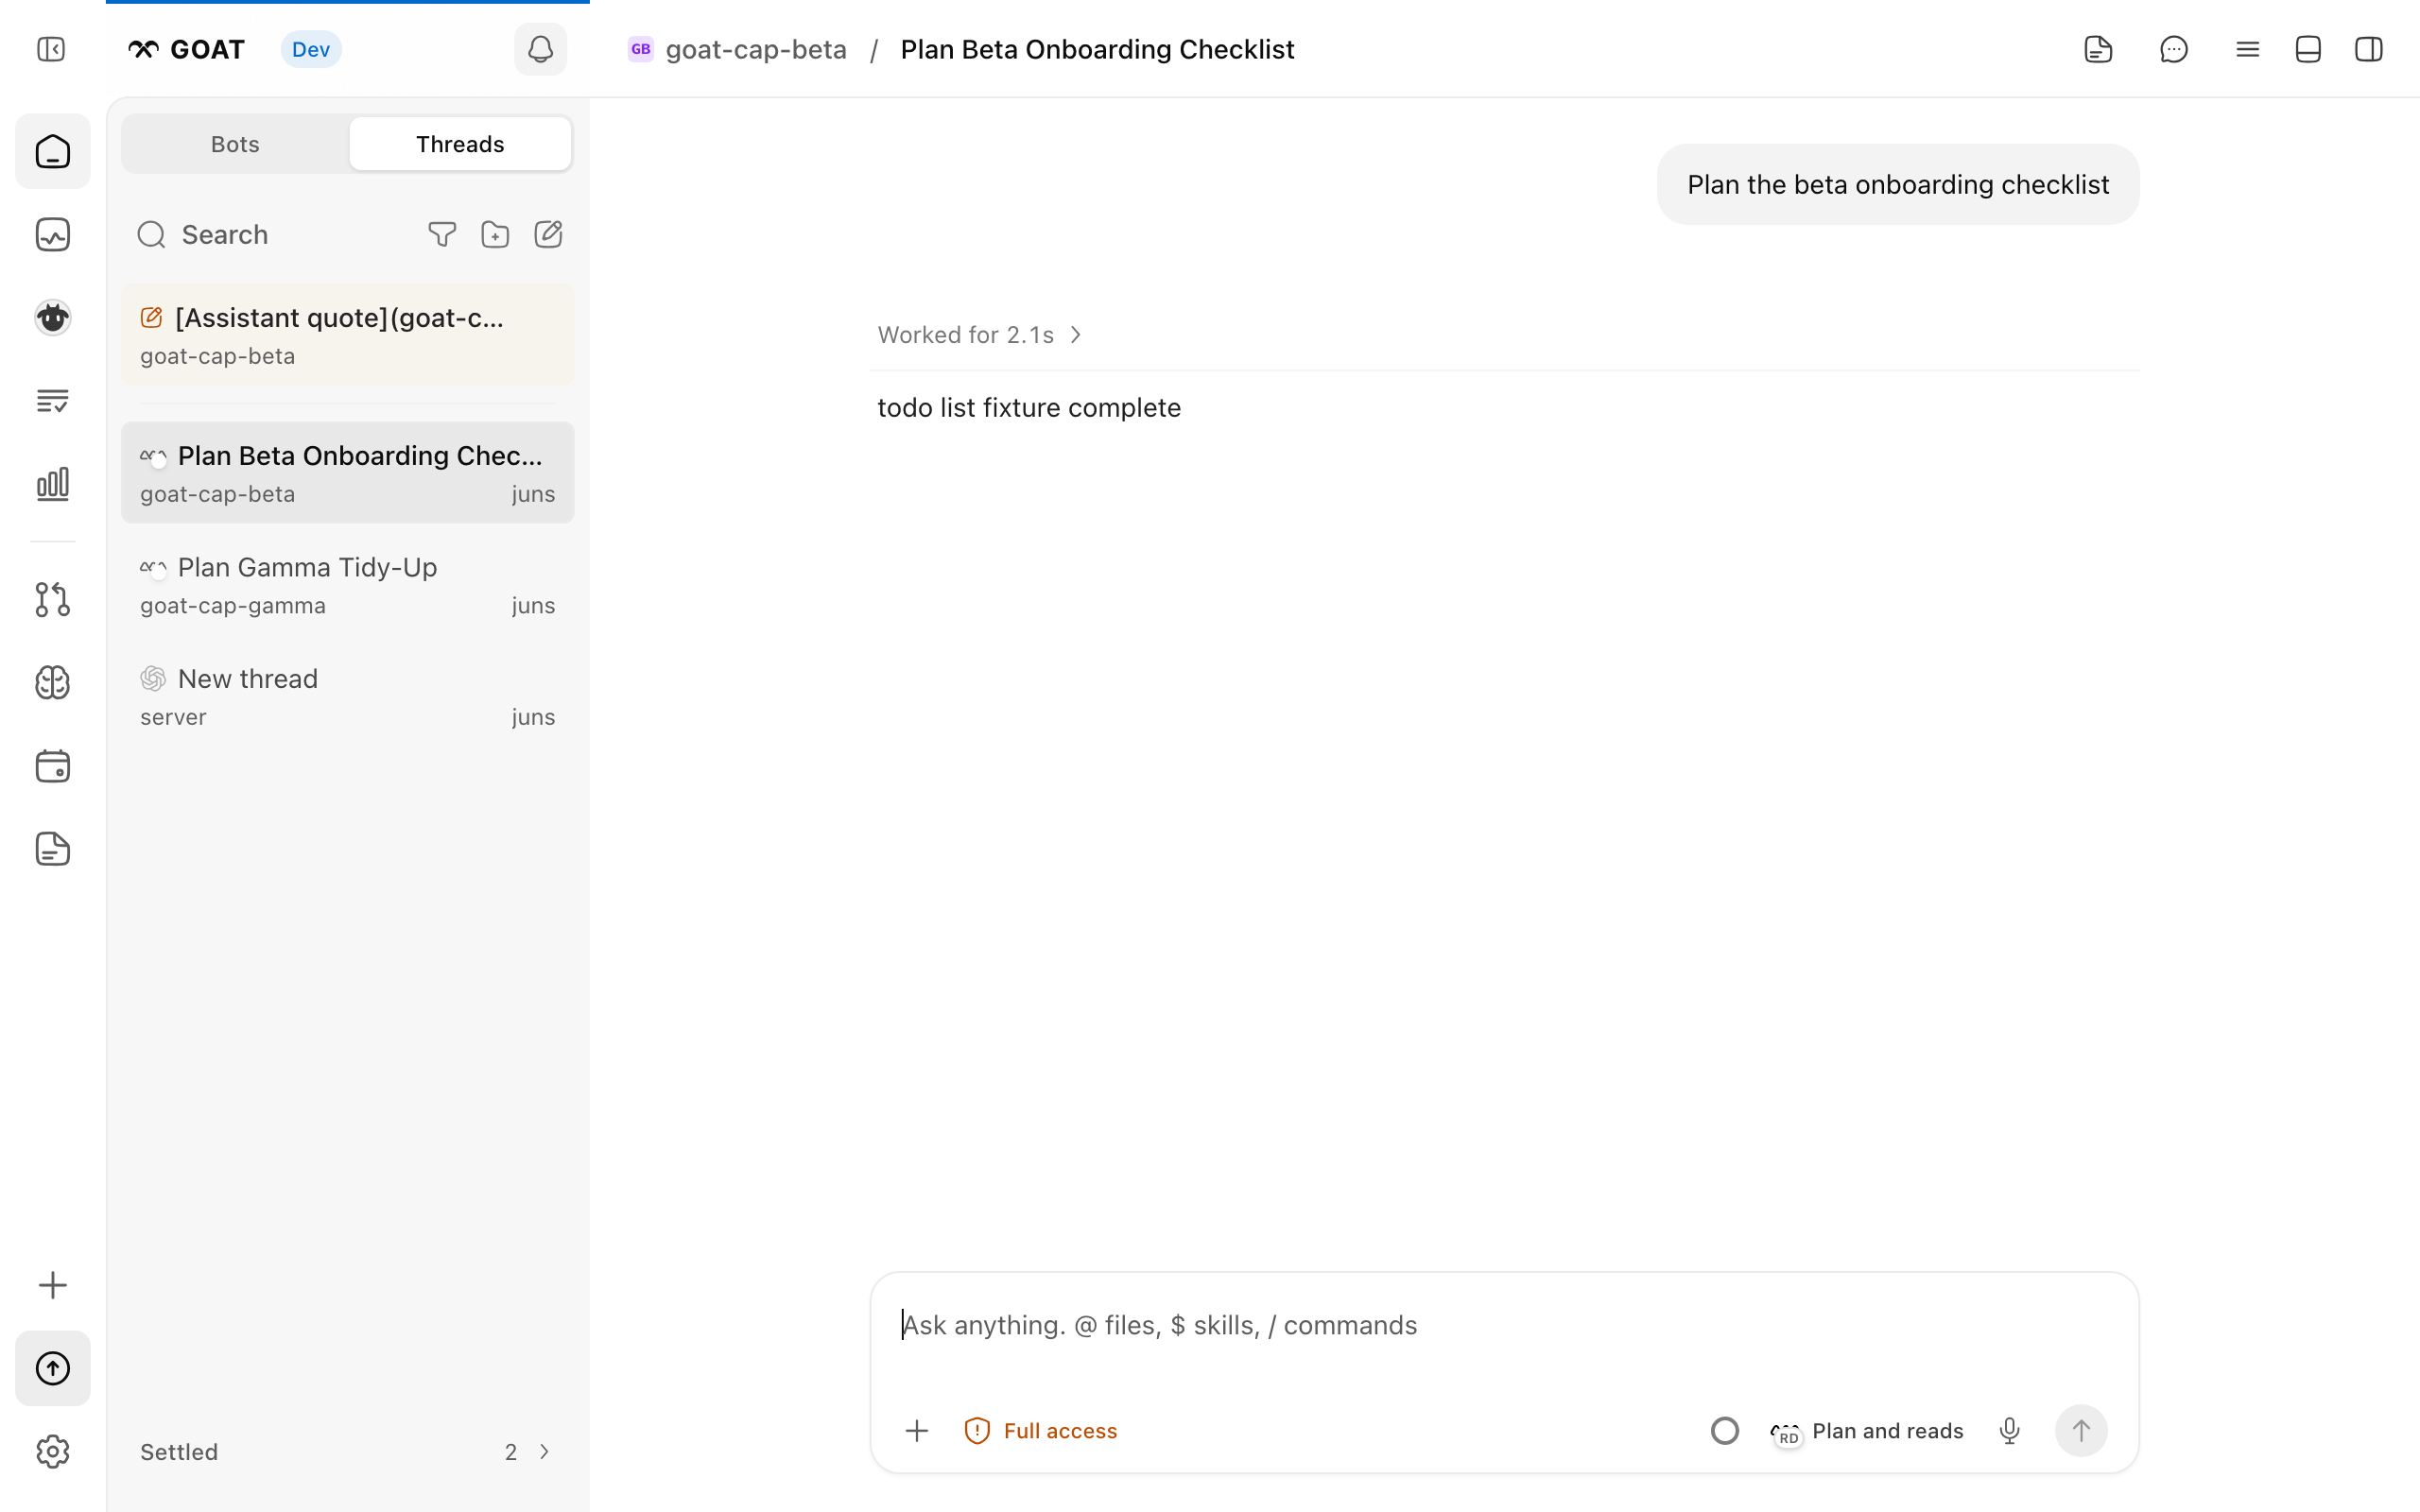 GOAT
Dev
GB
goat-cap-beta / Plan Beta Onboarding Checklist
Bots
Threads
Search
[Assistant quote](goat-c...
goat-cap-beta
Plan Beta Onboarding Chec...
goat-cap-beta
juns
Plan Gamma Tidy-Up
goat-cap-gamma
juns
New thread
server
juns
Settled
2
Plan the beta onboarding checklist
Worked for 2.1s
todo list fixture complete
Ask anything. @ files, $ skills, / commands
Full access
RD
Plan and reads